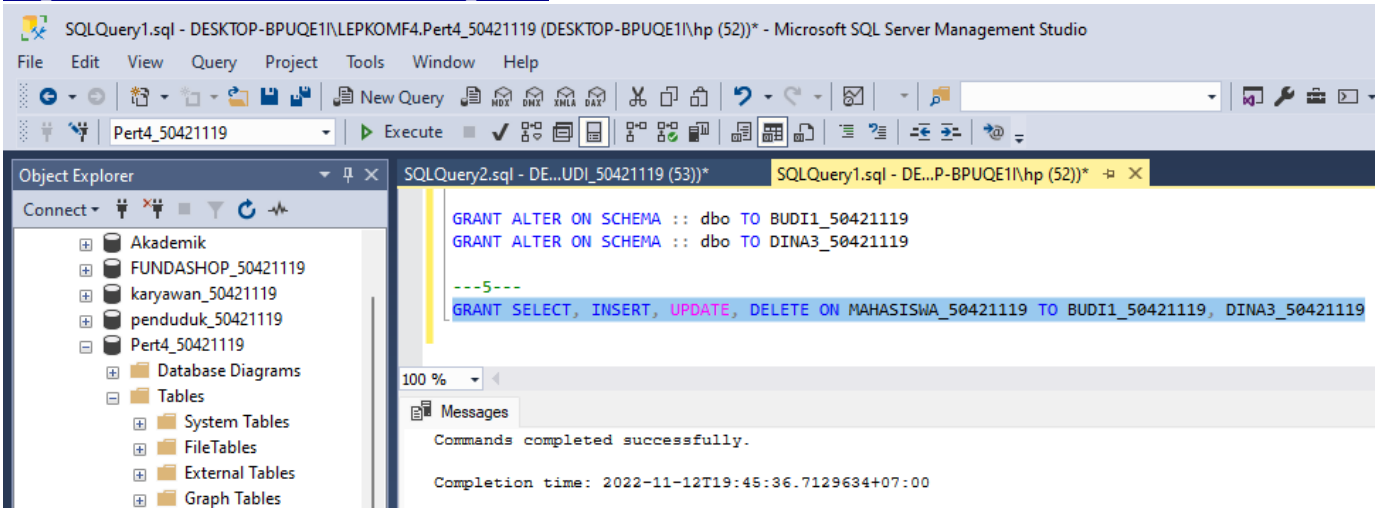 SQLQuery1.sql - DESKTOP-BPUQE1I\LEPKOMF4.Pert4_50421119 (DESKTOP-BPUQE1I\hp (52))* - Microsoft SQL Server Management Studio
File Edit View Query Project Tools Window Help
New Query MDX DMX XMLA DAX
Pert4_50421119 Execute
Object Explorer
Connect
Akademik
FUNDASHOP_50421119
karyawan_50421119
penduduk_50421119
Pert4_50421119
Database Diagrams
Tables
System Tables
FileTables
External Tables
Graph Tables
SQLQuery2.sql - DE...UDI_50421119 (53))* SQLQuery1.sql - DE...P-BPUQE1I\hp (52))*
GRANT ALTER ON SCHEMA :: dbo TO BUDI1_50421119
GRANT ALTER ON SCHEMA :: dbo TO DINA3_50421119
---5---
GRANT SELECT, INSERT, UPDATE, DELETE ON MAHASISWA_50421119 TO BUDI1_50421119, DINA3_50421119
100 %
Messages
Commands completed successfully.
Completion time: 2022-11-12T19:45:36.7129634+07:00